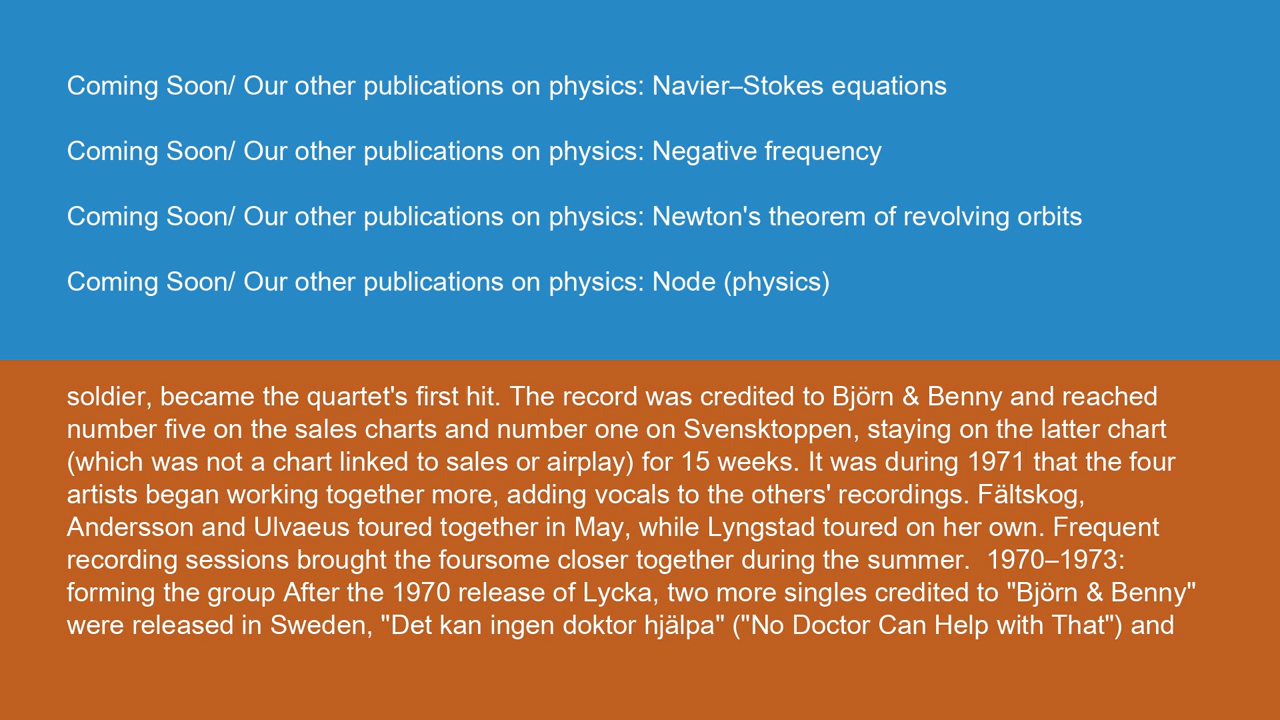 Coming Soon/ Our other publications on physics: Navier–Stokes equations
Coming Soon/ Our other publications on physics: Negative frequency
Coming Soon/ Our other publications on physics: Newton's theorem of revolving orbits
Coming Soon/ Our other publications on physics: Node (physics)
soldier, became the quartet's first hit. The record was credited to Björn & Benny and reached
number five on the sales charts and number one on Svensktoppen, staying on the latter chart
(which was not a chart linked to sales or airplay) for 15 weeks. It was during 1971 that the four
artists began working together more, adding vocals to the others' recordings. Fältskog,
Andersson and Ulvaeus toured together in May, while Lyngstad toured on her own. Frequent
recording sessions brought the foursome closer together during the summer.  1970–1973:
forming the group After the 1970 release of Lycka, two more singles credited to "Björn & Benny"
were released in Sweden, "Det kan ingen doktor hjälpa" ("No Doctor Can Help with That") and